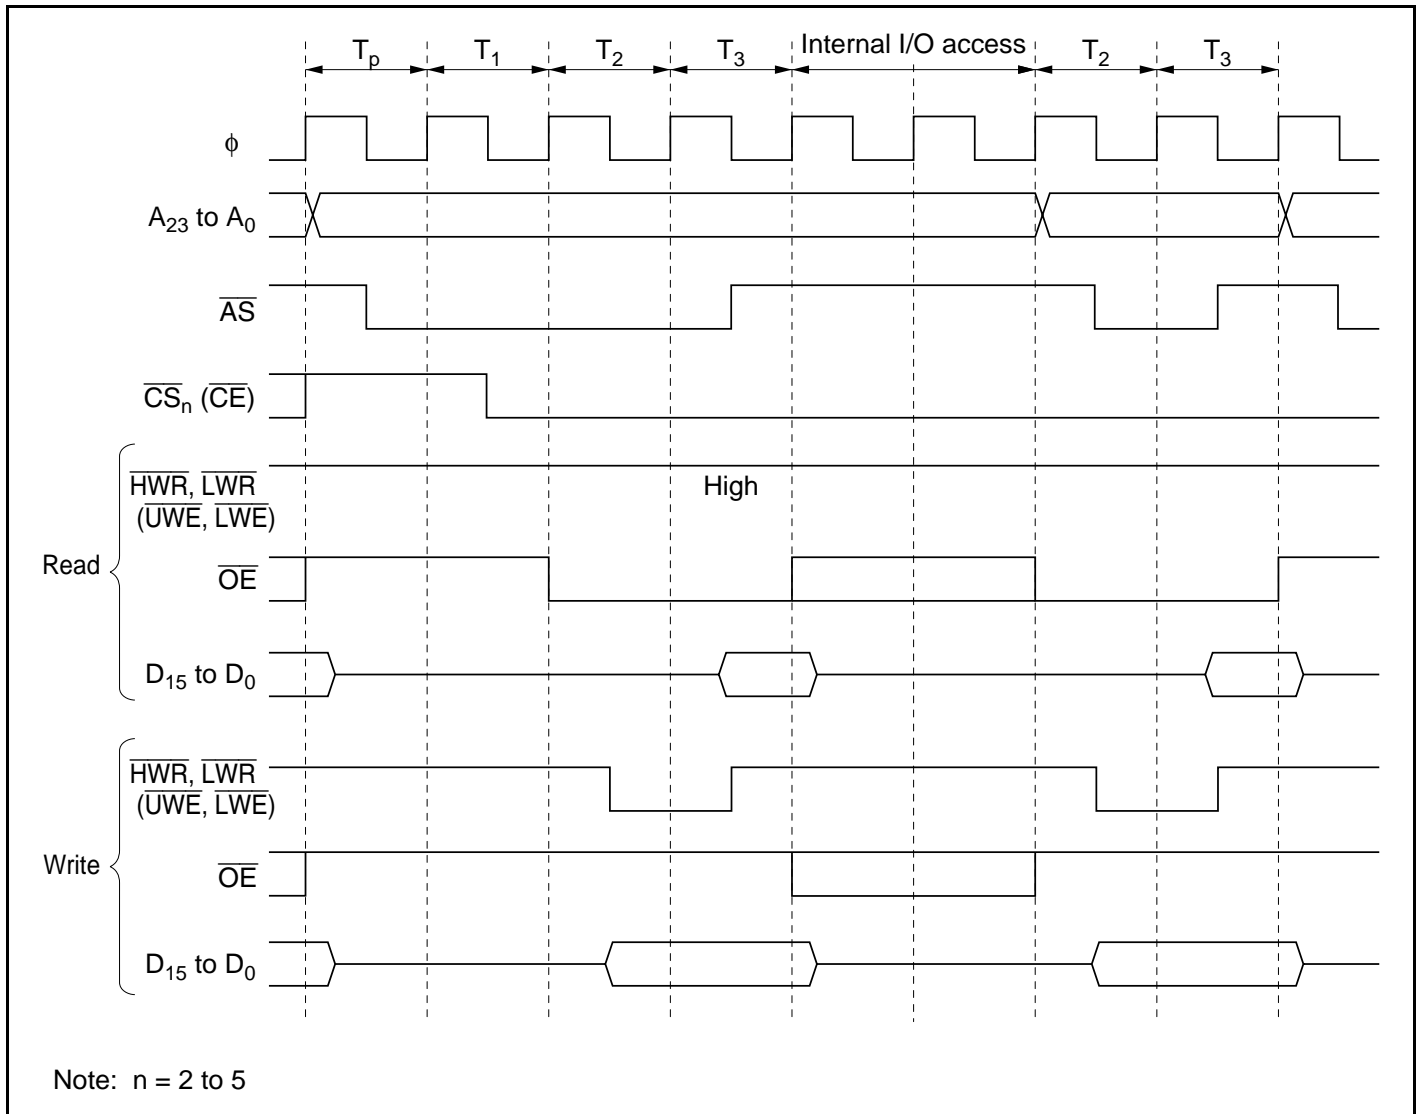 Tp T1 T2 T3 Internal I/O access T2 T3
ϕ
A23 to A0
AS
CSn (CE)
Read
HWR, LWR
(UWE, LWE)
High
OE
D15 to D0
Write
HWR, LWR
(UWE, LWE)
OE
D15 to D0
Note: n = 2 to 5